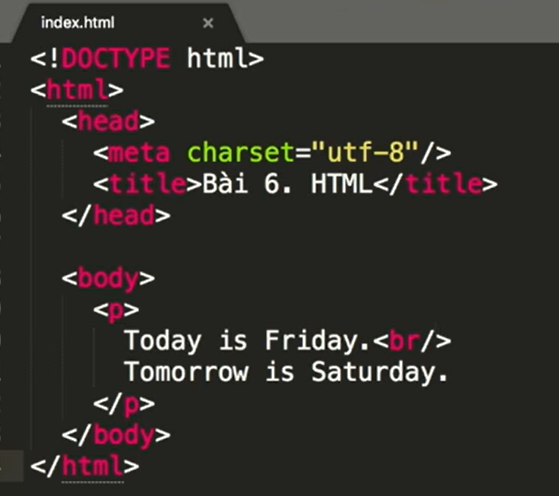 index.html ×
<!DOCTYPE html>
<html>
<head>
<meta charset="utf-8"/>
<title>Bài 6. HTML</title>
</head>
<body>
<p>
Today is Friday.<br/>
Tomorrow is Saturday.
</p>
</body>
</html>